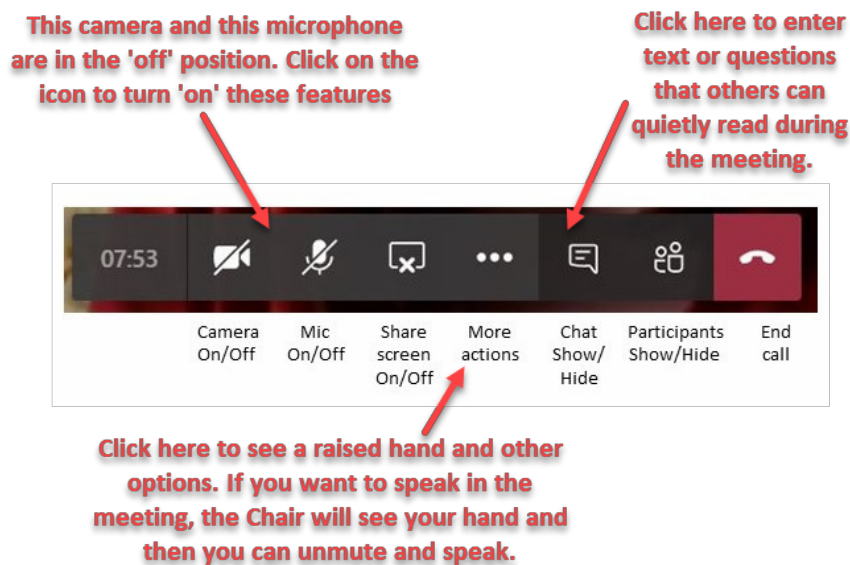 This camera and this microphone
are in the 'off' position. Click on the
icon to turn 'on' these features
Click here to enter
text or questions
that others can
quietly read during
the meeting.
07:53
Camera
On/Off
Mic
On/Off
Share
screen
On/Off
More
actions
Chat
Show/
Hide
Participants
Show/Hide
End
call
Click here to see a raised hand and other
options. If you want to speak in the
meeting, the Chair will see your hand and
then you can unmute and speak.